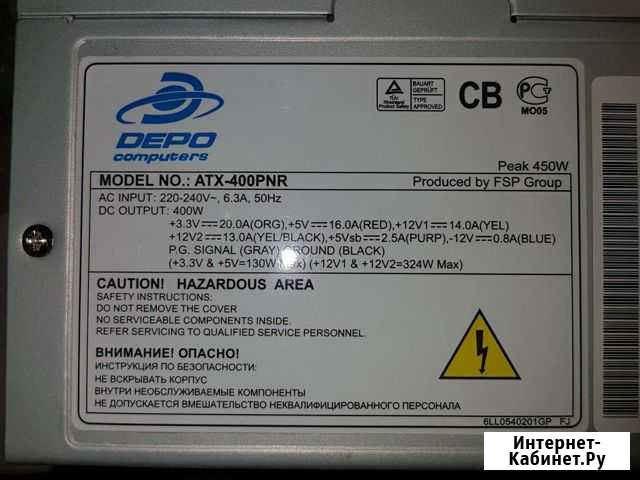 DEPO
computers
TÜV
Rheinland
Product Safety
BAUART
GEPRÜFT
TYPE
APPROVED
CB
МО05
Peak 450W
MODEL NO.: ATX-400PNR
Produced by FSP Group
AC INPUT: 220-240V~, 6.3A, 50Hz
DC OUTPUT: 400W
+3.3V⎓20.0A(ORG),+5V⎓16.0A(RED),+12V1⎓14.0A(YEL)
+12V2⎓13.0A(YEL/BLACK),+5Vsb⎓2.5A(PURP),-12V⎓0.8A(BLUE)
P.G. SIGNAL (GRAY) GROUND (BLACK)
(+3.3V & +5V=130W Max) (+12V1 & +12V2=324W Max)
CAUTION! HAZARDOUS AREA
SAFETY INSTRUCTIONS:
DO NOT REMOVE THE COVER
NO SERVICEABLE COMPONENTS INSIDE.
REFER SERVICING TO QUALIFIED SERVICE PERSONNEL.
ВНИМАНИЕ! ОПАСНО!
ИНСТРУКЦИЯ ПО БЕЗОПАСНОСТИ:
НЕ ВСКРЫВАТЬ КОРПУС
ВНУТРИ НЕОБСЛУЖИВАЕМЫЕ КОМПОНЕНТЫ
НЕ ДОПУСКАЕТСЯ ВМЕШАТЕЛЬСТВО НЕКВАЛИФИЦИРОВАННОГО ПЕРСОНАЛА
6LL0540201GP FJ
Интернет-
Кабинет.Ру